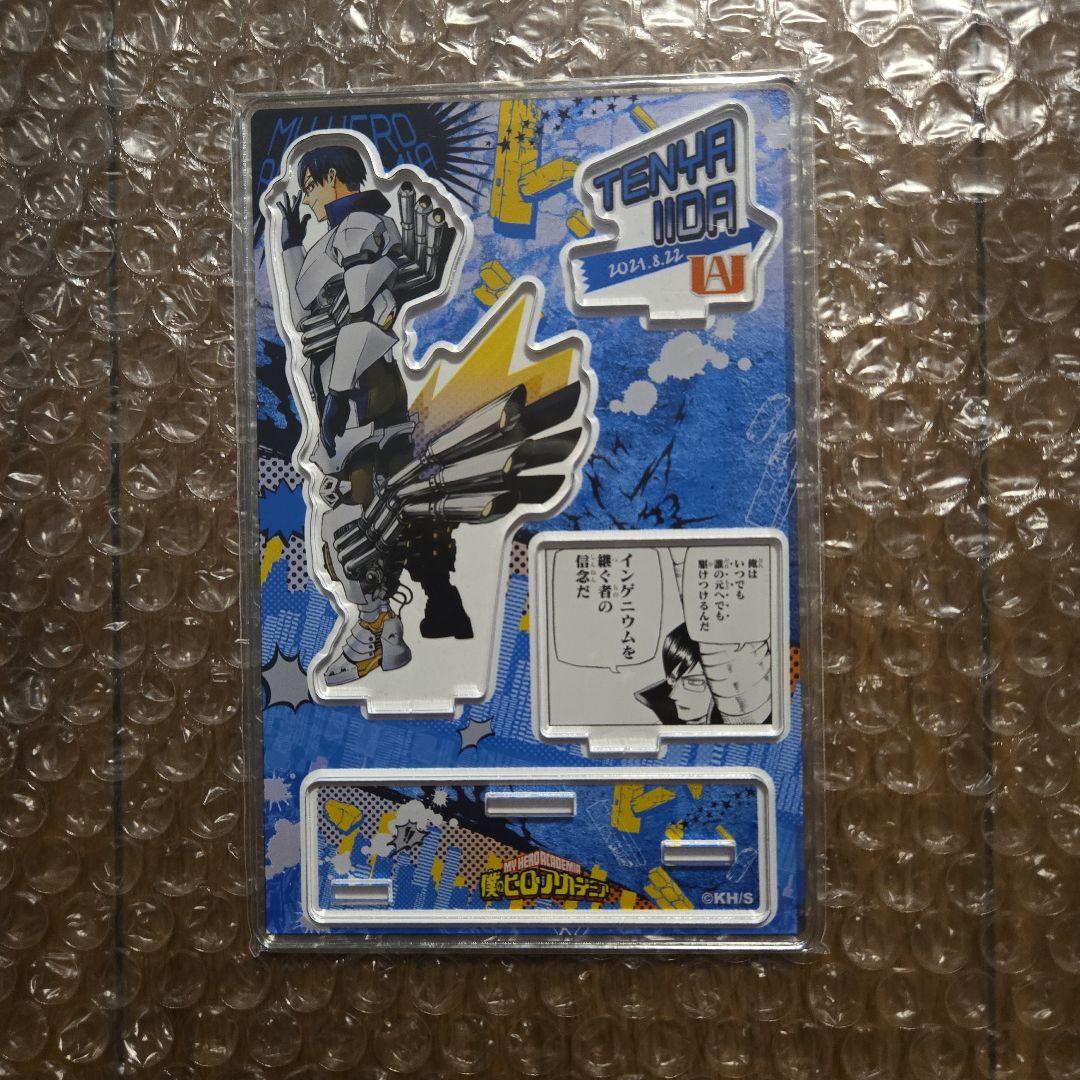 MY HERO
TENYA
IIDA
2021.8.22
UA
俺は
いつでも
誰の元へでも
駆けつけるんだ
インゲニウムを
継ぐ者の
信念だ
MY HERO ACADEMIA
僕のヒーローアカデミア
©KH/S